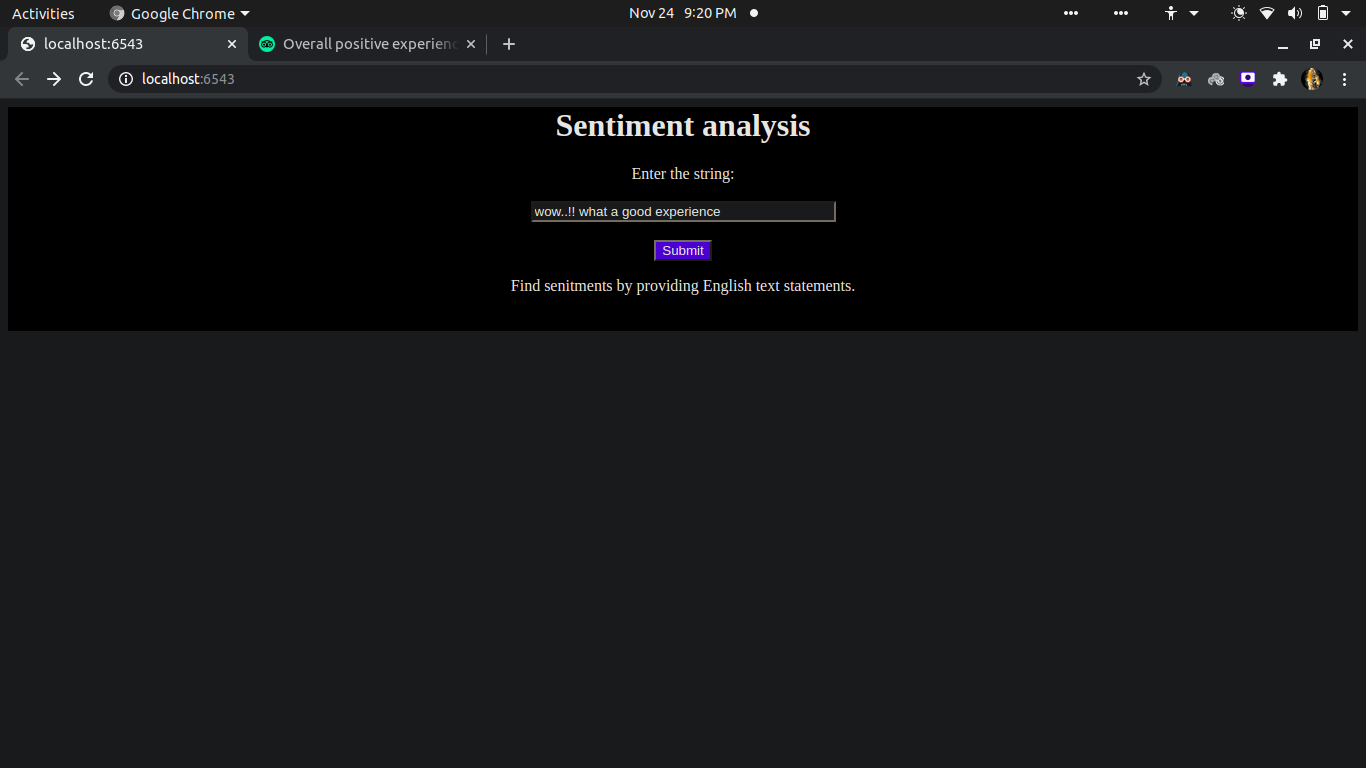 Activities Google Chrome Nov 24 9:20 PM
localhost:6543 Overall positive experienc
localhost:6543
Sentiment analysis
Enter the string:
wow..!! what a good experience
Submit
Find senitments by providing English text statements.